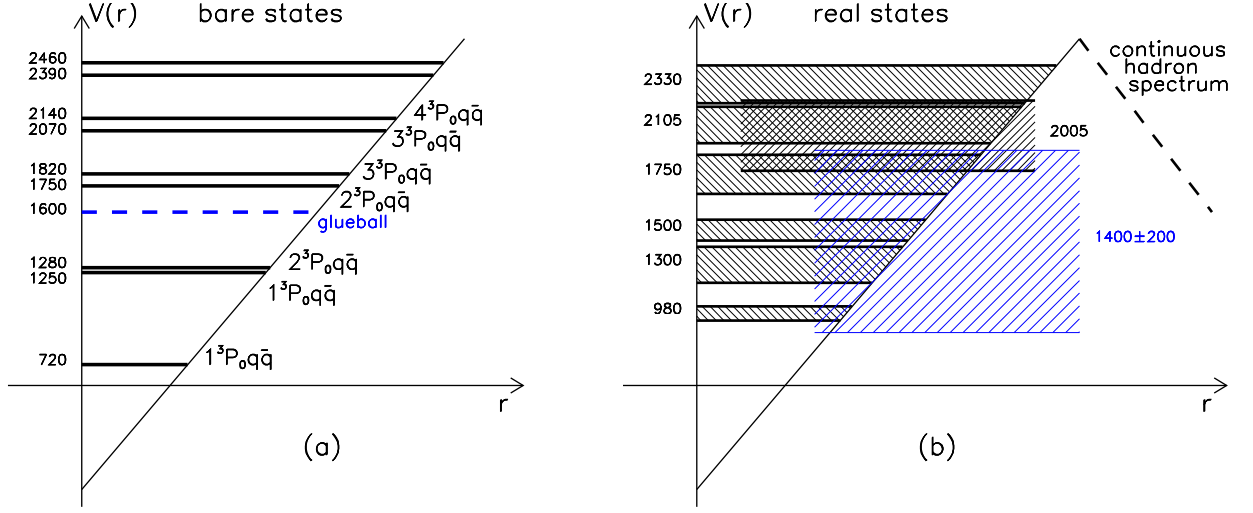 V(r) bare states
2460
2390
2140
4³P₀qq̄
2070
3³P₀qq̄
1820
3³P₀qq̄
1750
2³P₀qq̄
1600
glueball
1280
2³P₀qq̄
1250
1³P₀qq̄
720
1³P₀qq̄
r
(a)
V(r) real states
continuous
hadron
spectrum
2330
2105
2005
1750
1500
1400±200
1300
980
r
(b)